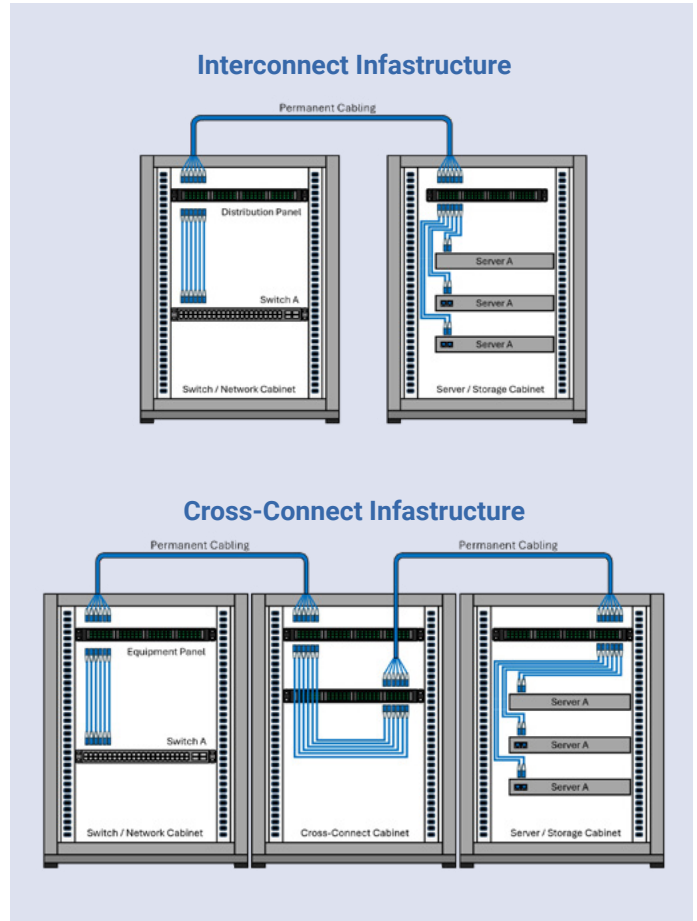 Interconnect Infastructure
Permanent Cabling
Distribution Panel
Switch A
Switch / Network Cabinet
Server A
Server A
Server A
Server / Storage Cabinet
Cross-Connect Infastructure
Permanent Cabling
Permanent Cabling
Equipment Panel
Switch A
Switch / Network Cabinet
Cross-Connect Cabinet
Server A
Server A
Server A
Server / Storage Cabinet